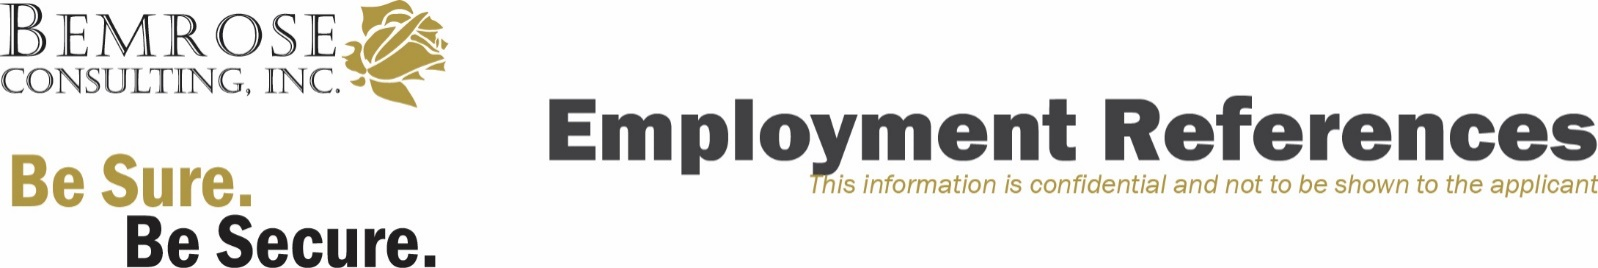 BEMROSE
CONSULTING, INC.
Be Sure.
Be Secure.
Employment References
This information is confidential and not to be shown to the applicant